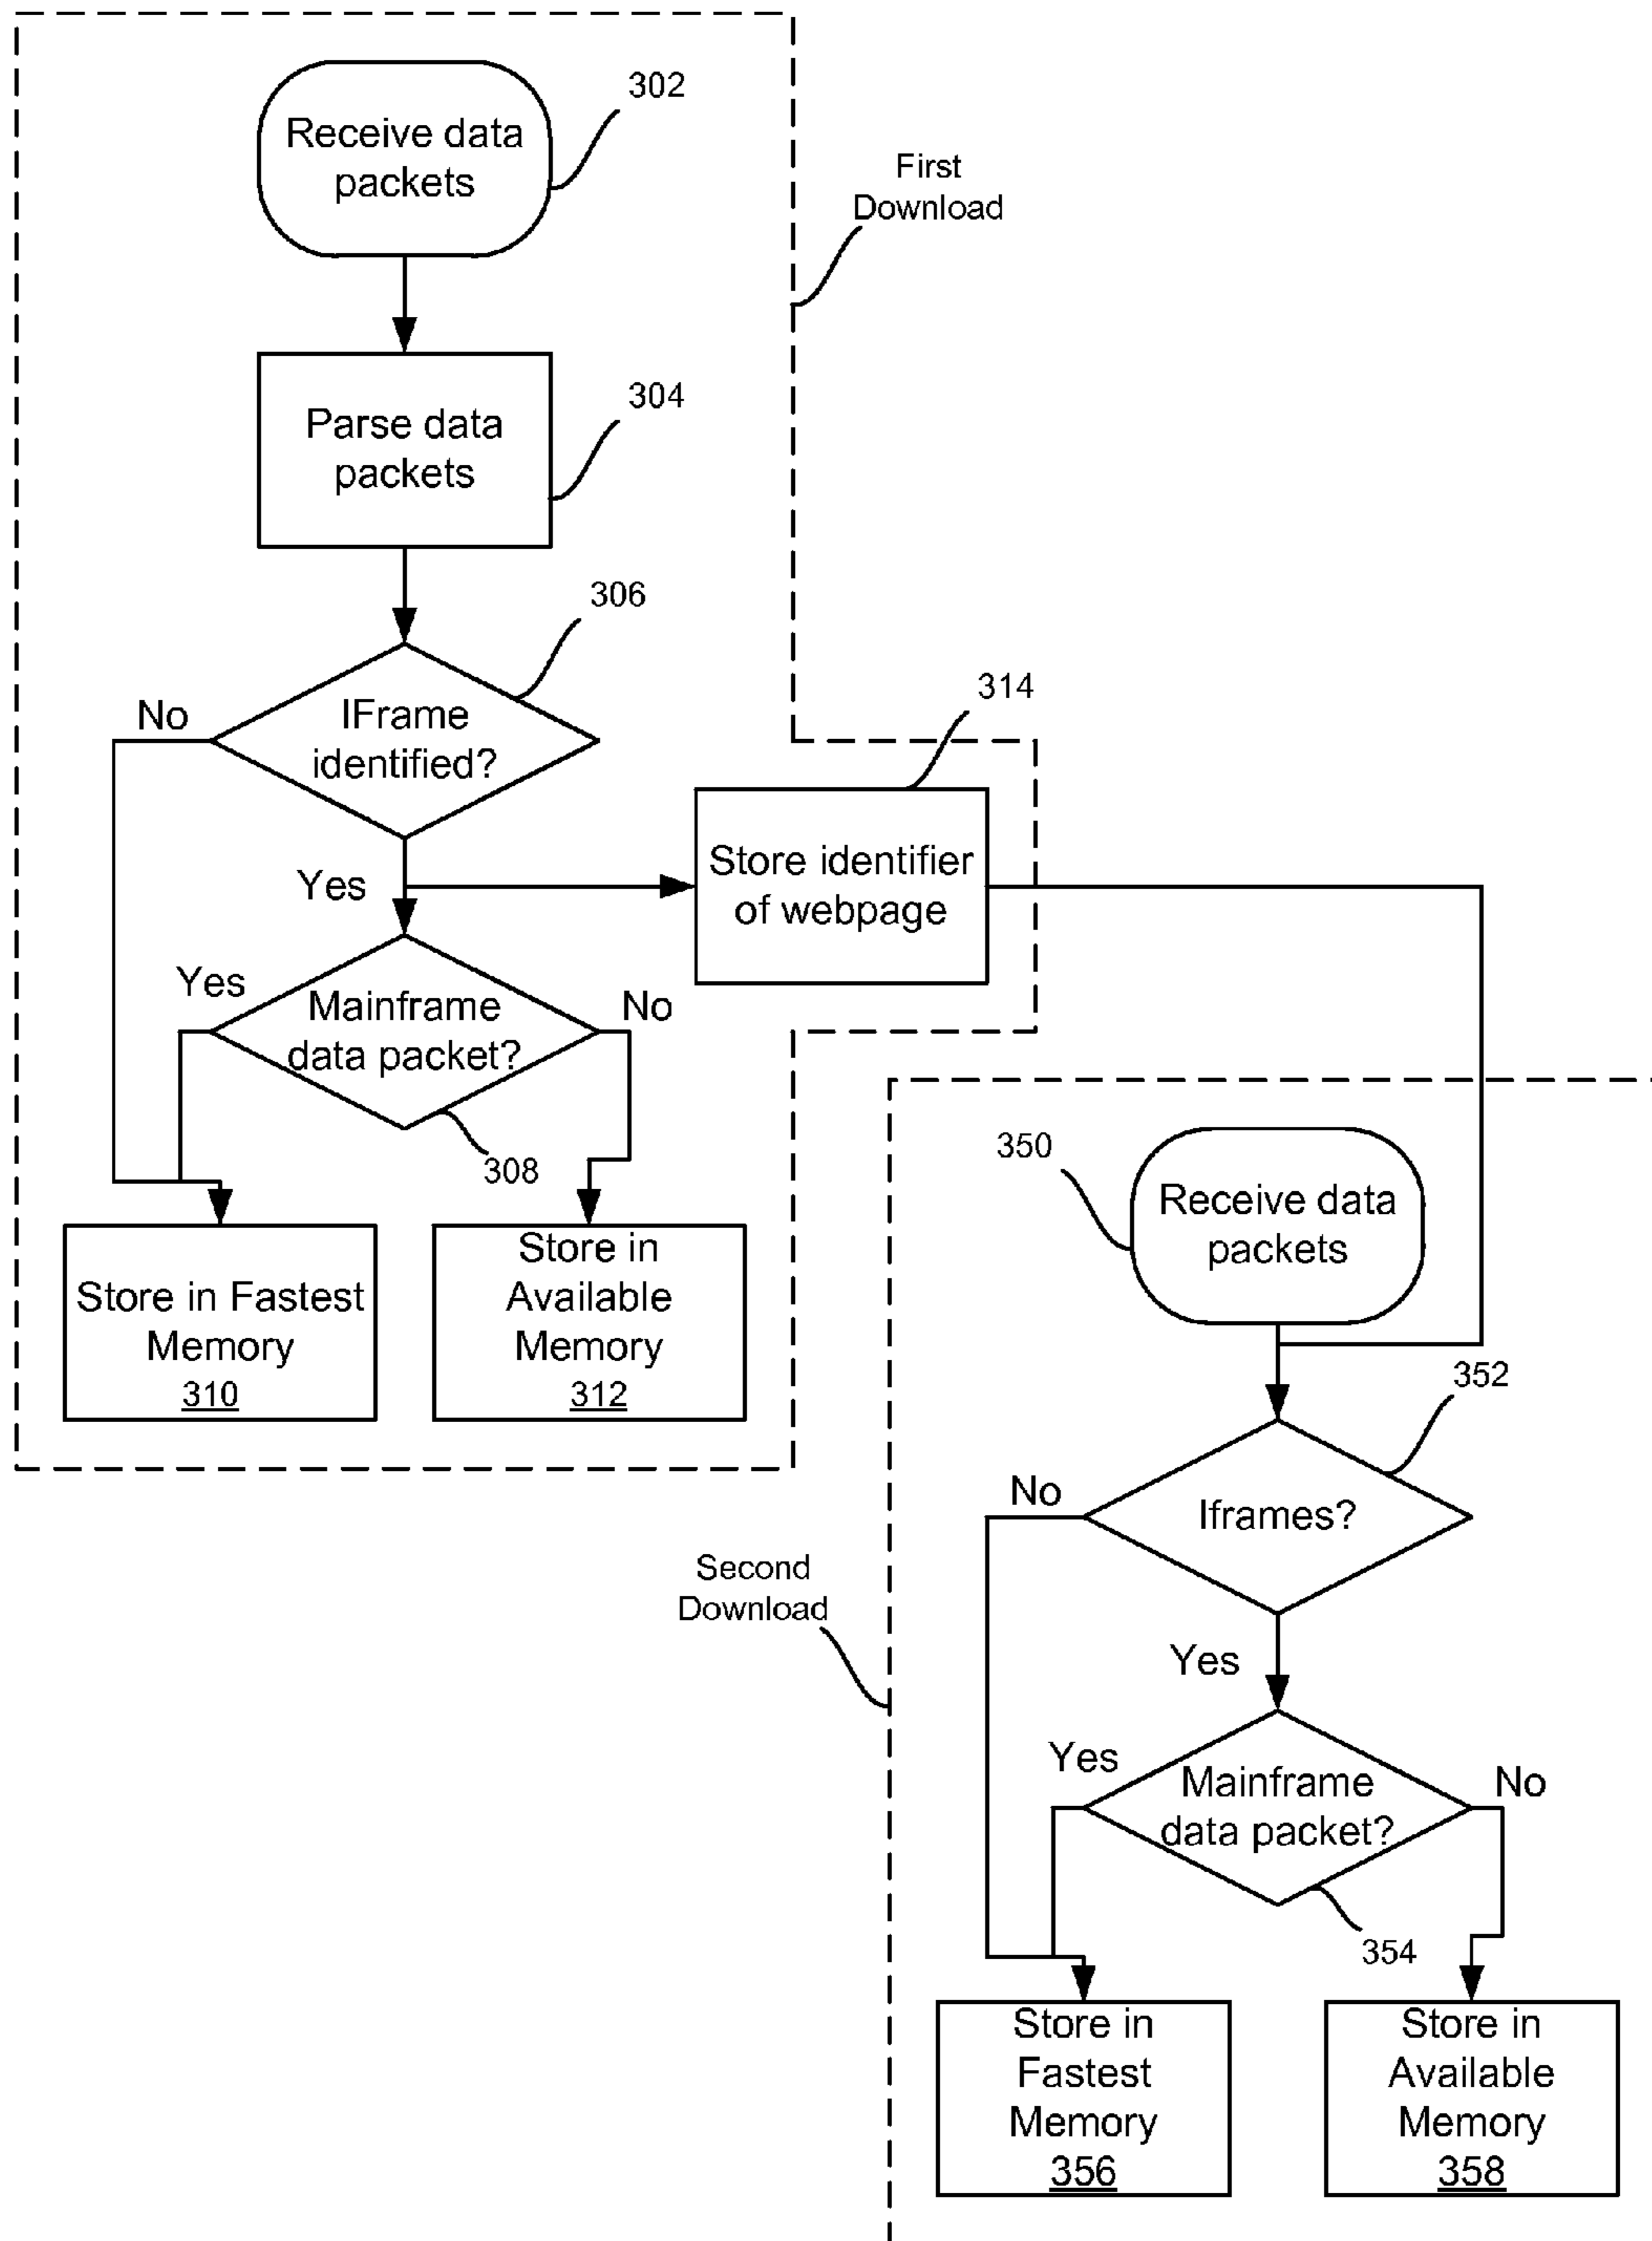 Receive data
packets
302
First
Download
Parse data
packets
304
306
IFrame
identified?
No
Yes
314
Store identifier
of webpage
Yes
Mainframe
data packet?
No
308
Store in Fastest
Memory
310
Store in
Available
Memory
312
350
Receive data
packets
352
Iframes?
No
Yes
Second
Download
Yes
Mainframe
data packet?
No
354
Store in
Fastest
Memory
356
Store in
Available
Memory
358